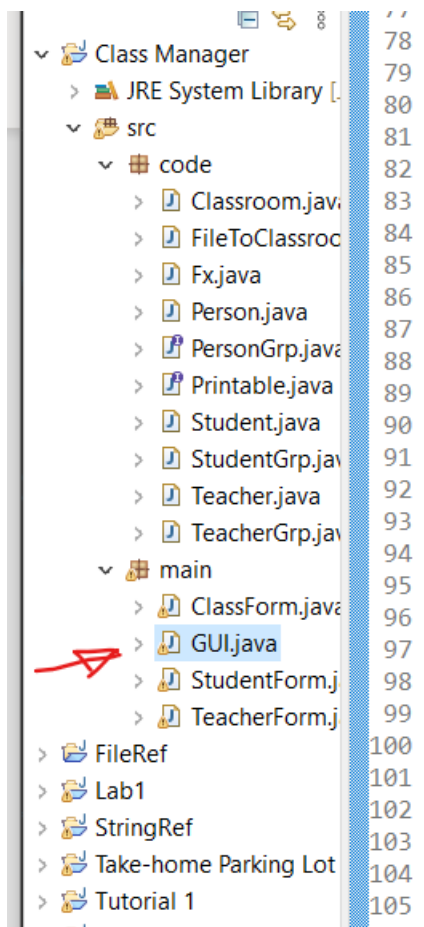 Class Manager
JRE System Library [.
src
code
Classroom.java
FileToClassroo
Fx.java
Person.java
PersonGrp.java
Printable.java
Student.java
StudentGrp.jav
Teacher.java
TeacherGrp.jav
main
ClassForm.java
GUI.java
StudentForm.j
TeacherForm.j
FileRef
Lab1
StringRef
Take-home Parking Lot
Tutorial 1
77
78
79
80
81
82
83
84
85
86
87
88
89
90
91
92
93
94
95
96
97
98
99
100
101
102
103
104
105